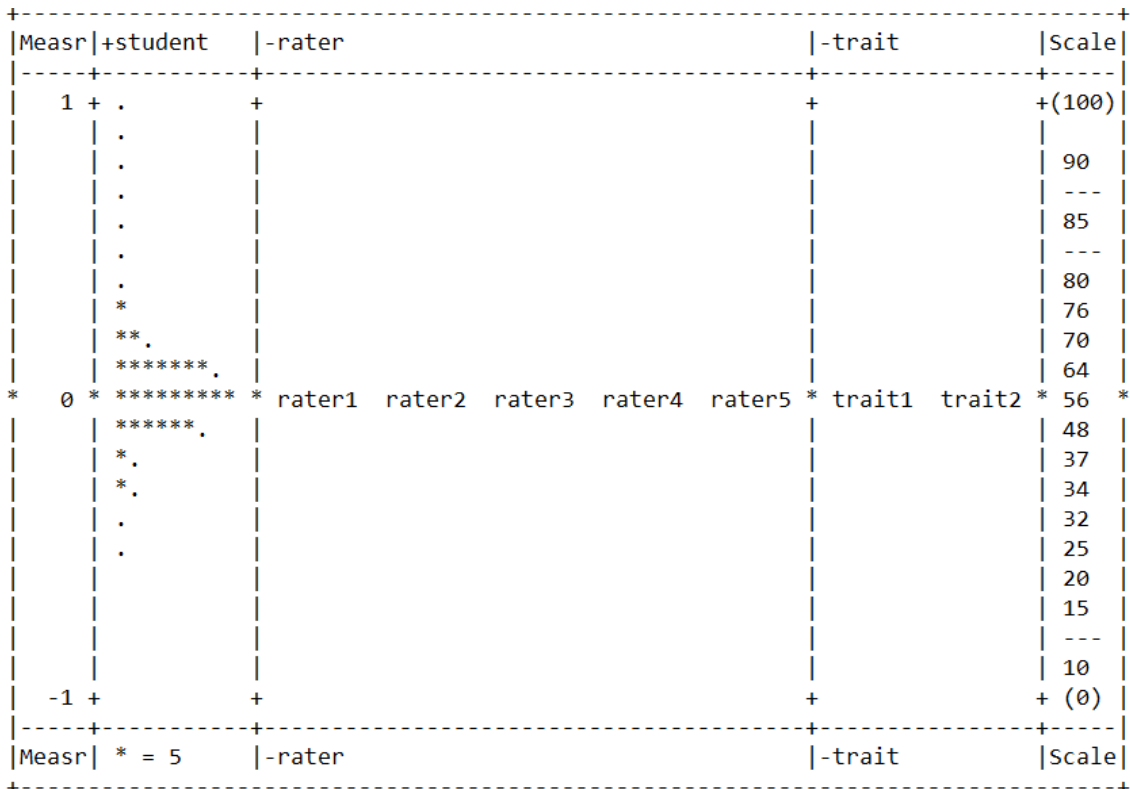 +----------------------------------------------------------------------------------------------------+
|Measr|+student   |-rater                                             |-trait             |Scale|
|-----+-----------+---------------------------------------------------+-------------------+-----|
|   1 + .         +                                                   +                   +(100)|
|     | .         |                                                   |                   |     |
|     | .         |                                                   |                   | 90  |
|     | .         |                                                   |                   | --- |
|     | .         |                                                   |                   | 85  |
|     | .         |                                                   |                   | --- |
|     | .         |                                                   |                   | 80  |
|     | *         |                                                   |                   | 76  |
|     | **.       |                                                   |                   | 70  |
|     | *******.  |                                                   |                   | 64  |
*   0 * ********* * rater1  rater2  rater3  rater4  rater5 * trait1  trait2 * 56  *
|     | ******.   |                                                   |                   | 48  |
|     | *.        |                                                   |                   | 37  |
|     | *.        |                                                   |                   | 34  |
|     | .         |                                                   |                   | 32  |
|     | .         |                                                   |                   | 25  |
|     |           |                                                   |                   | 20  |
|     |           |                                                   |                   | 15  |
|     |           |                                                   |                   | --- |
|     |           |                                                   |                   | 10  |
|  -1 +           +                                                   +                   + (0) |
|-----+-----------+---------------------------------------------------+-------------------+-----|
|Measr| * = 5     |-rater                                             |-trait             |Scale|
+----------------------------------------------------------------------------------------------------+